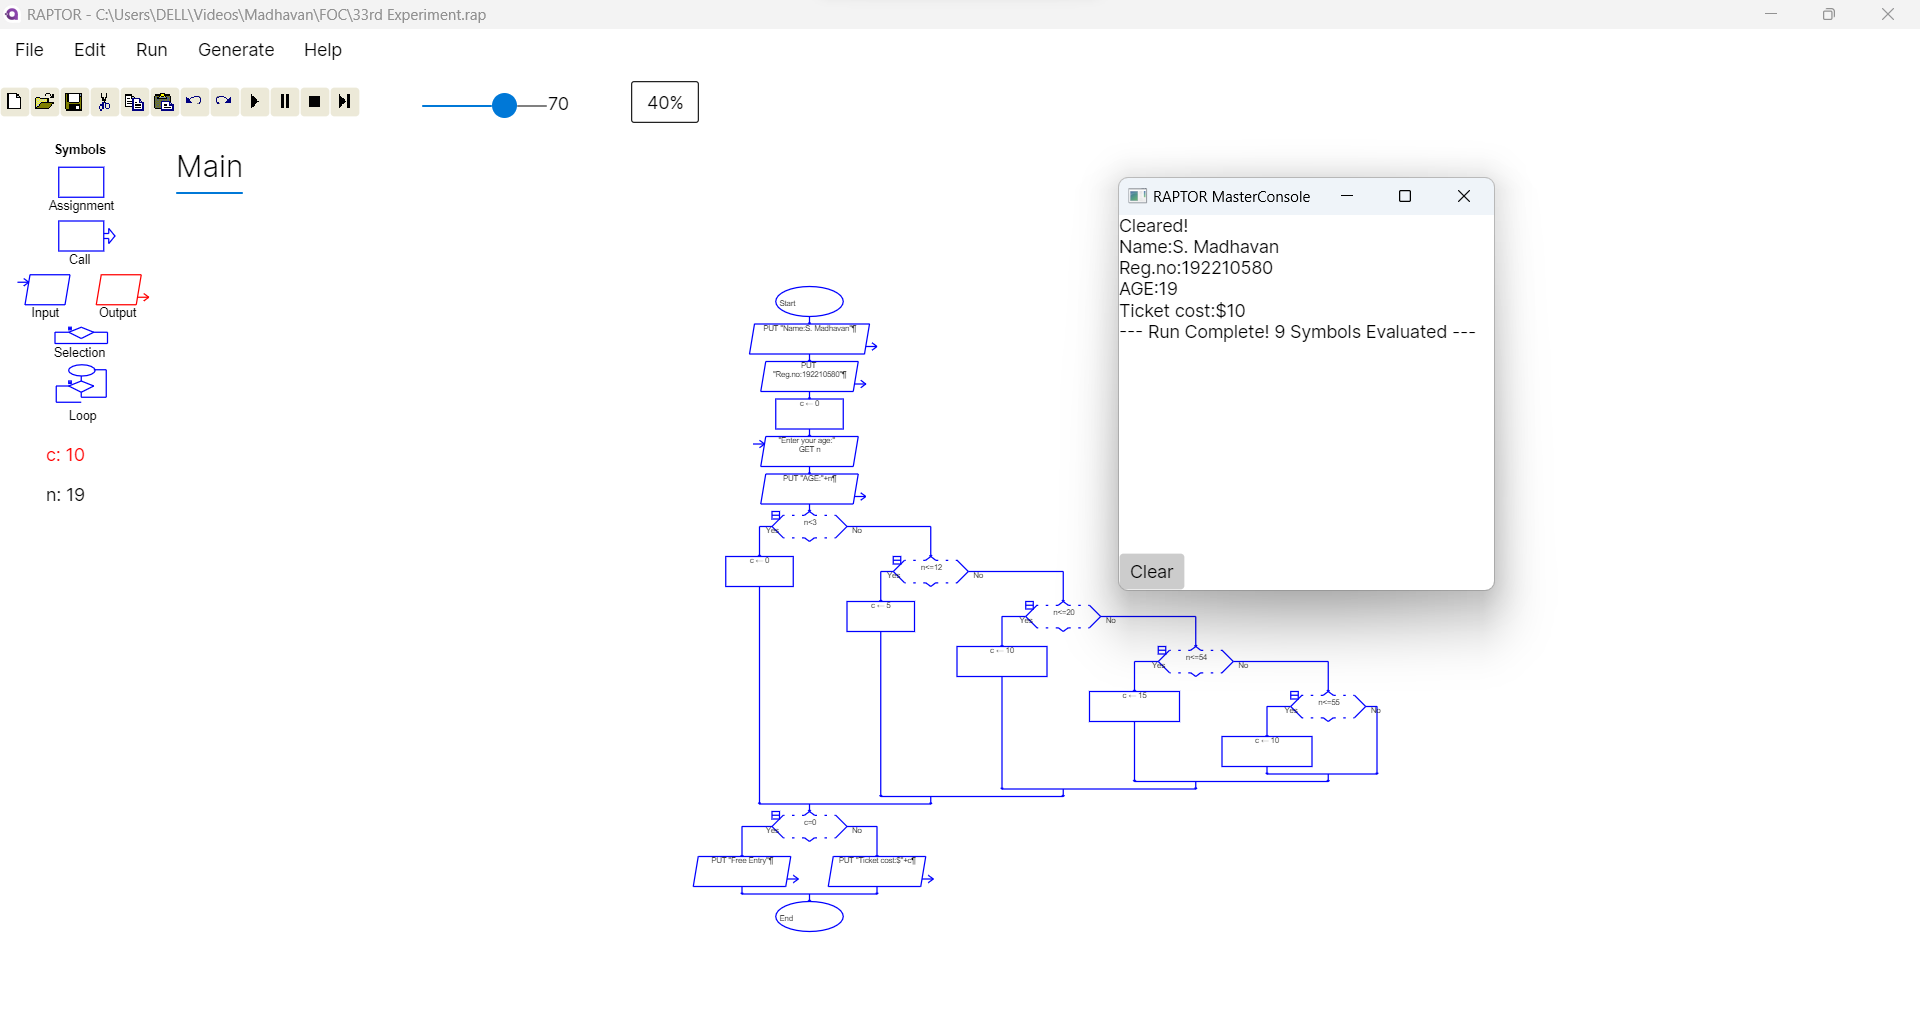 RAPTOR - C:\Users\DELL\Videos\Madhavan\FOC\33rd Experiment.rap
File Edit Run Generate Help
70
40%
Symbols
Assignment
Call
Input Output
Selection
Loop
c: 10
n: 19
Main
Start
PUT "Name:S. Madhavan"¶
PUT
"Reg.no:192210580"¶
c ← 0
"Enter your age:"
GET n
PUT "AGE:"+n¶
n<3
Yes No
c ← 0
n<=12
Yes No
c ← 5
n<=20
Yes No
c ← 10
n<=54
Yes No
c ← 15
n<=55
Yes No
c ← 10
c=0
Yes No
PUT "Free Entry"¶
PUT "Ticket cost:$"+c¶
End
RAPTOR MasterConsole
Cleared!
Name:S. Madhavan
Reg.no:192210580
AGE:19
Ticket cost:$10
--- Run Complete! 9 Symbols Evaluated ---
Clear